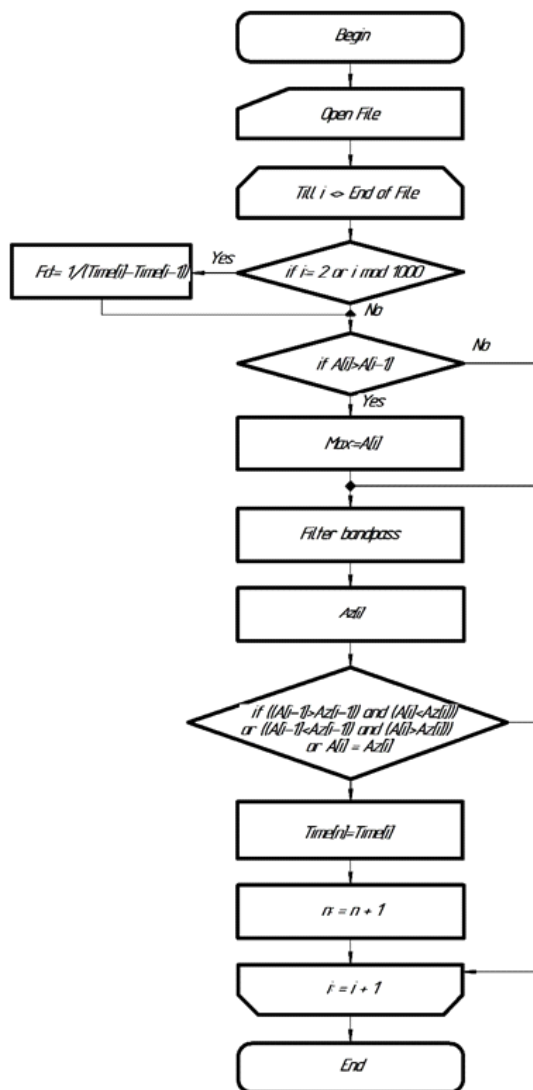 Begin
Open File
Till i <> End of File
Yes
Fd= 1/(Time[i]-Time[i-1])
if i= 2 or i mod 1000
No
if A[i]>A[i-1]
No
Yes
Max=A[i]
Filter bandpass
Az[i]
if ((A[i-1]>Az[i-1]) and (A[i]<Az[i]))
or ((A[i-1]<Az[i-1]) and (A[i]>Az[i]))
or A[i] = Az[i]
Time[n]=Time[i]
n: = n + 1
i: = i + 1
End